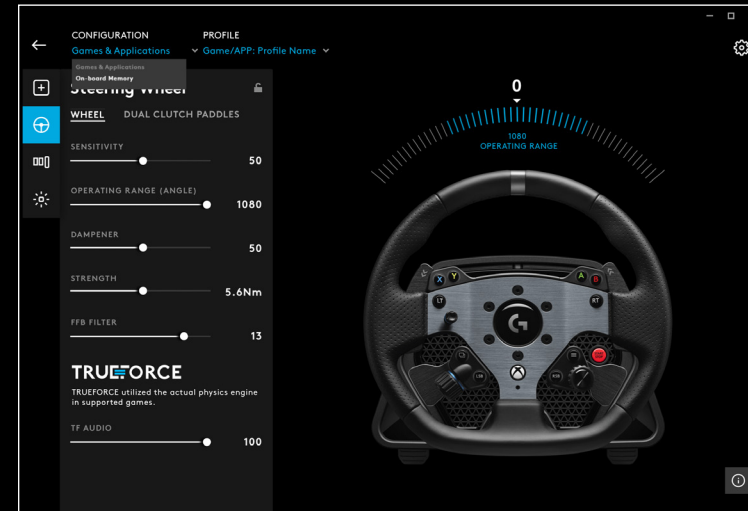 CONFIGURATION
PROFILE
Games & Applications
Game/APP: Profile Name
Games & Applications
On-board Memory
Steering Wheel
WHEEL
DUAL CLUTCH PADDLES
SENSITIVITY
50
OPERATING RANGE (ANGLE)
1080
DAMPENER
50
STRENGTH
5.6Nm
FFB FILTER
13
TRUEFORCE
TRUEFORCE utilized the actual physics engine
in supported games.
TF AUDIO
100
0
1080
OPERATING RANGE
X
Y
A
B
LT
RT
G
LSB
RSB